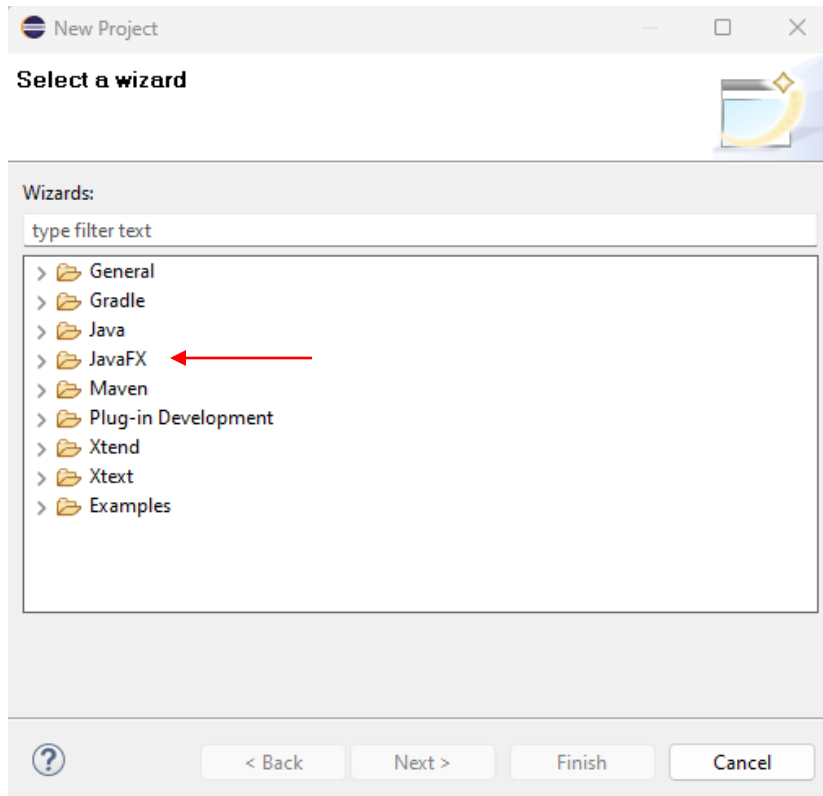 New Project
Select a wizard
Wizards:
type filter text
General
Gradle
Java
JavaFX
Maven
Plug-in Development
Xtend
Xtext
Examples
?
< Back
Next >
Finish
Cancel